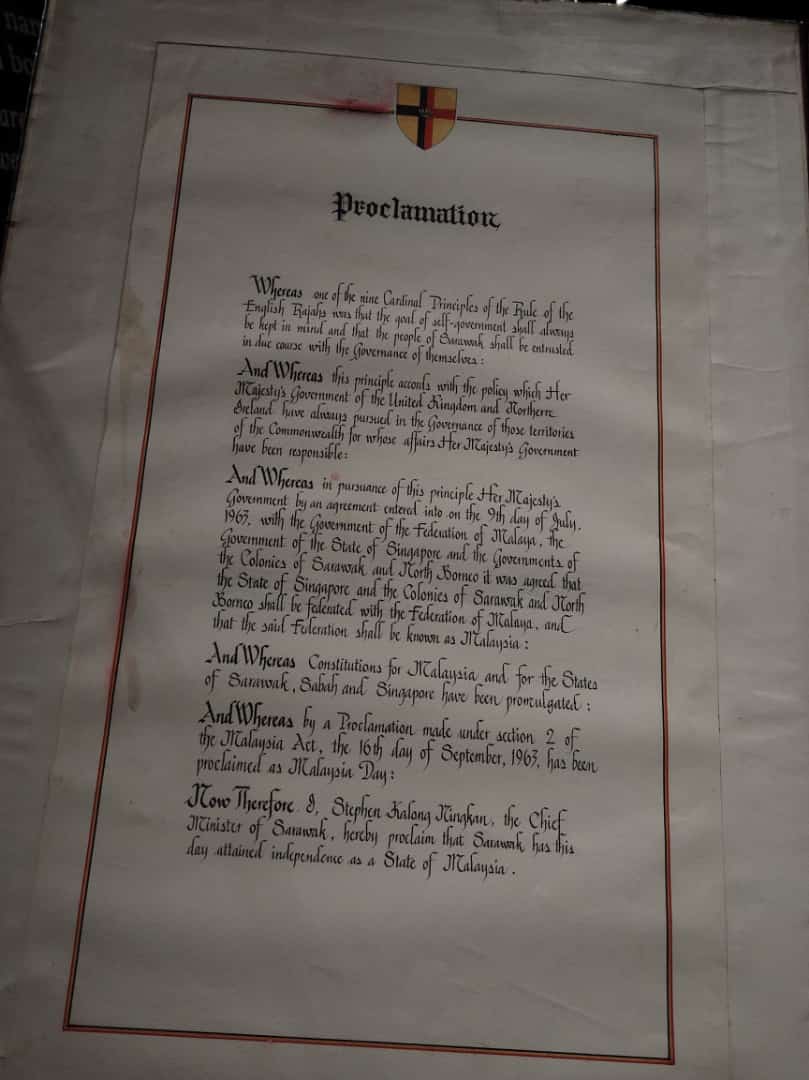 Proclamation
Whereas one of the nine Cardinal Principles of the Rule of the
English Rajahs was that the goal of self-government shall always
be kept in mind and that the people of Sarawak shall be entrusted
in due course with the Governance of themselves :
And Whereas this principle accords with the policy which Her
Majesty's Government of the United Kingdom and Northern
Ireland have always pursued in the Governance of those territories
of the Commonwealth for whose affairs Her Majesty's Government
have been responsible:
And Whereas in pursuance of this principle Her Majesty's
Government by an agreement entered into on the 9th day of July,
1963, with the Government of the Federation of Malaya, the
Government of the State of Singapore and the Governments of
the Colonies of Sarawak and North Borneo it was agreed that
the State of Singapore and the Colonies of Sarawak and North
Borneo shall be federated with the Federation of Malaya, and
that the said Federation shall be known as Malaysia :
And Whereas Constitutions for Malaysia and for the States
of Sarawak, Sabah and Singapore have been promulgated :
And Whereas by a Proclamation made under section 2 of
the Malaysia Act, the 16th day of September, 1963, has been
proclaimed as Malaysia Day:
Now Therefore I, Stephen Kalong Ningkan, the Chief
Minister of Sarawak, hereby proclaim that Sarawak has this
day attained independence as a State of Malaysia .